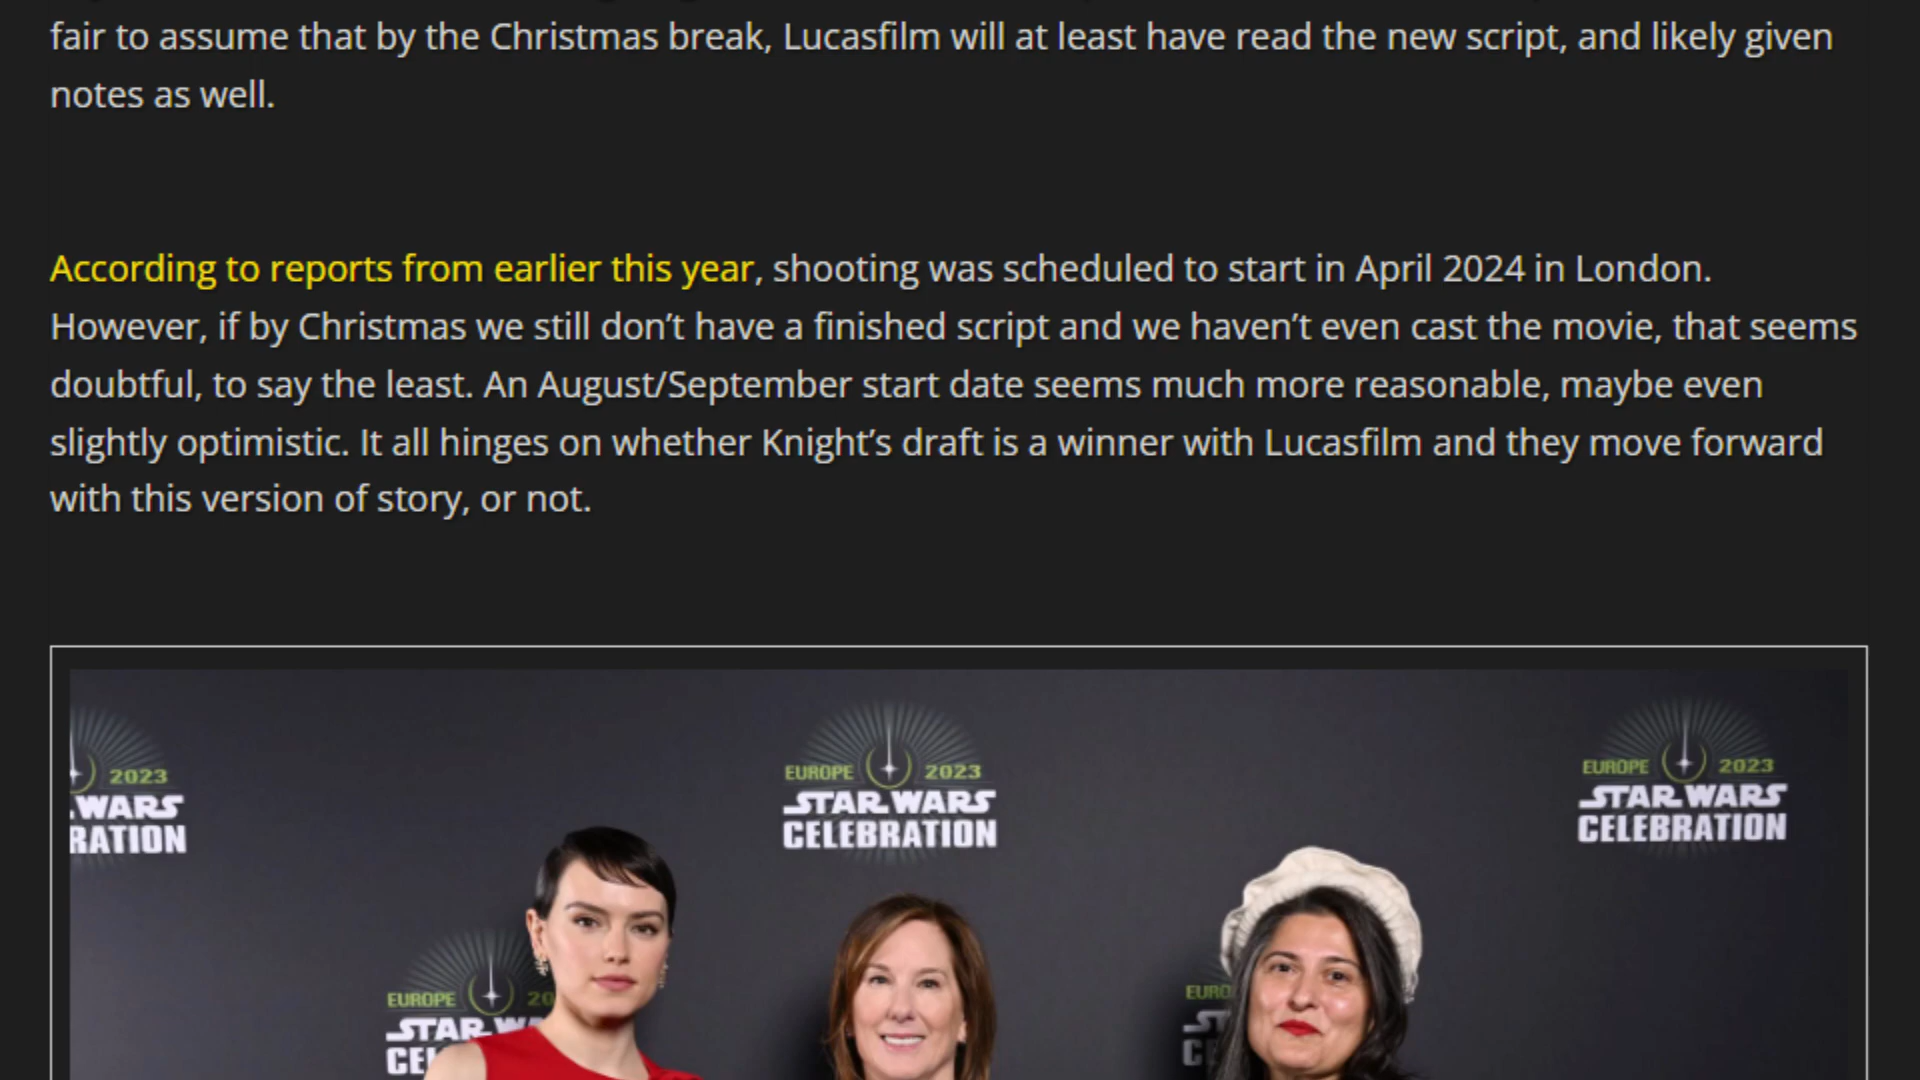 fair to assume that by the Christmas break, Lucasfilm will at least have read the new script, and likely given
notes as well.
According to reports from earlier this year, shooting was scheduled to start in April 2024 in London.
However, if by Christmas we still don’t have a finished script and we haven’t even cast the movie, that seems
doubtful, to say the least. An August/September start date seems much more reasonable, maybe even
slightly optimistic. It all hinges on whether Knight’s draft is a winner with Lucasfilm and they move forward
with this version of story, or not.
2023
WARS
RATION
EUROPE 2023
STAR WARS
CELEBRATION
EUROPE 2023
STAR WARS
CELEBRATION
EUROPE 20
STAR W
CEL
EURO
ST
CE